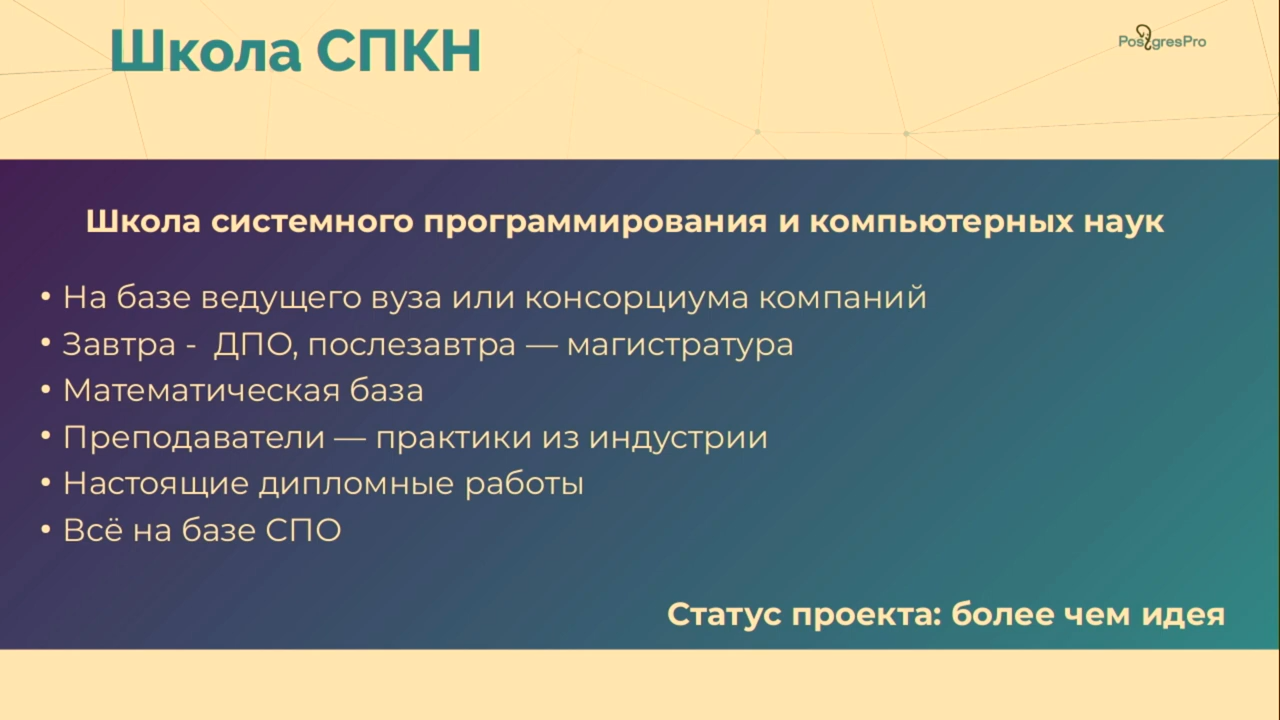 Школа СПКН
PostgresPro
Школа системного программирования и компьютерных наук
• На базе ведущего вуза или консорциума компаний
• Завтра -  ДПО, послезавтра — магистратура
• Математическая база
• Преподаватели — практики из индустрии
• Настоящие дипломные работы
• Всё на базе СПО
Статус проекта: более чем идея